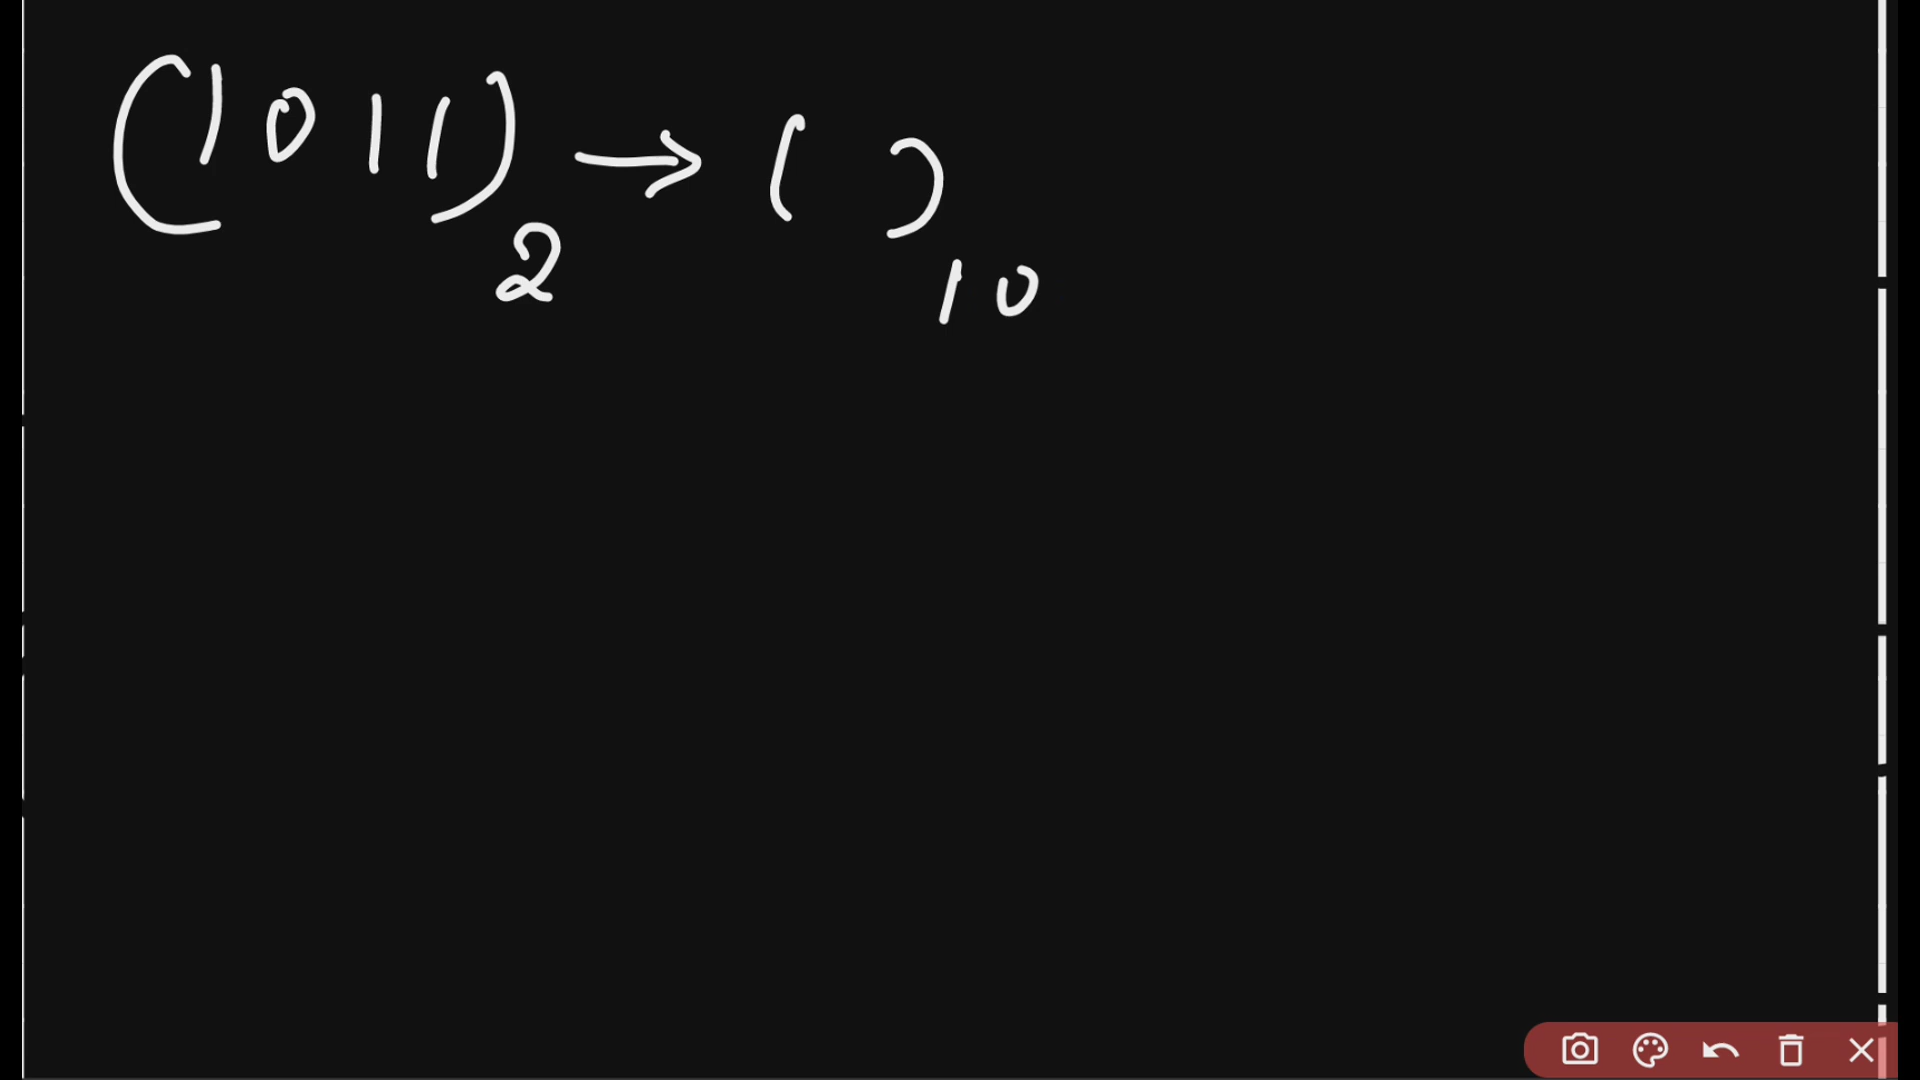 (1011)₂ → ( )₁₀